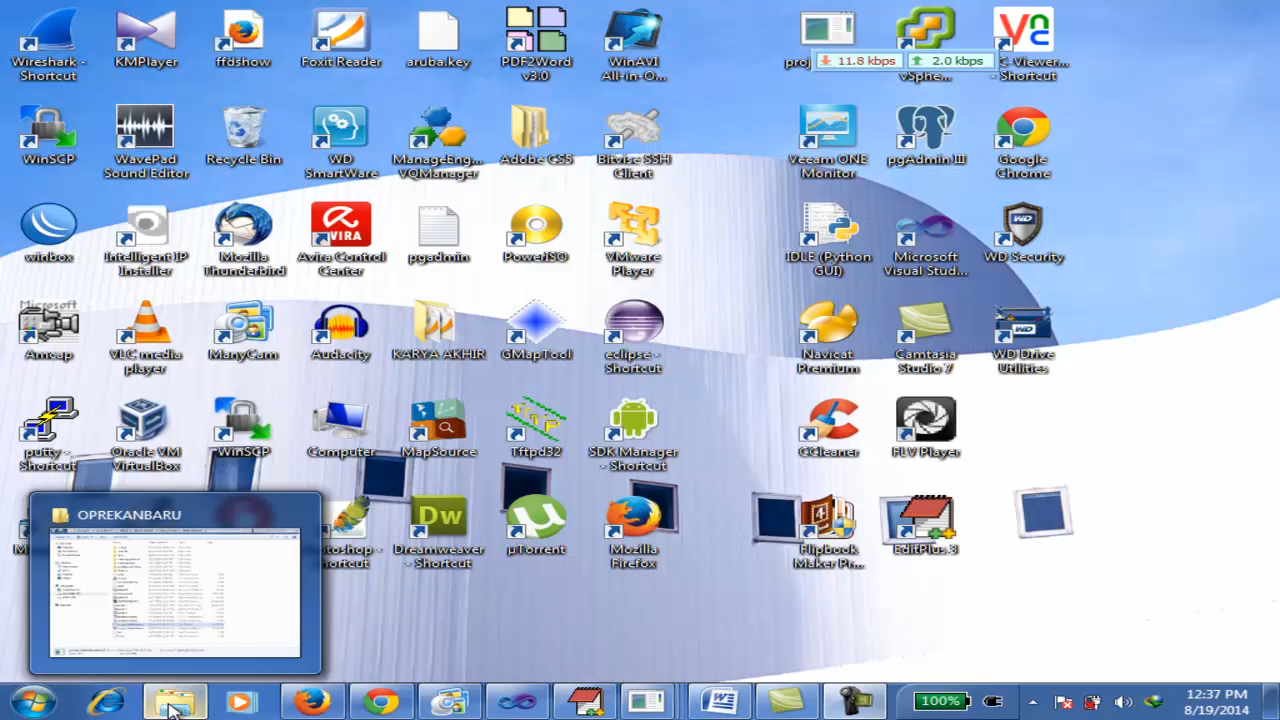 Wireshark - Shortcut
KMPlayer
ffdshow
Foxit Reader
aruba.key
PDF2Word v3.0
WinAVI All-in-O...
proj
11.8 kbps
2.0 kbps
vSphe...
C-Viewer... - Shortcut
WinSCP
WavePad Sound Editor
Recycle Bin
WD SmartWare
ManageEng... VQManager
Adobe CS5
Bitvise SSH Client
Veeam ONE Monitor
pgAdmin III
Google Chrome
winbox
Intelligent IP Installer
Mozilla Thunderbird
AVIRA
Avira Control Center
pgadmin
PowerISO
VMware Player
IDLE (Python GUI)
Microsoft Visual Stud...
WD
WD Security
Microsoft
Amcap
VLC media player
ManyCam
Audacity
KARYA AKHIR
GMapTool
eclipse - Shortcut
Navicat Premium
Camtasia Studio 7
WD
WD Drive Utilities
putty - Shortcut
Oracle VM VirtualBox
WinSCP
Computer
MapSource
Tftpd32
SDK Manager - Shortcut
CCleaner
FLV Player
OPREKANBARU
Dw
Dreamweaver - Shortcut
µTorrent
Mozilla Firefox
Flipbook Maker Pr...
EditPlus 3
100%
12:37 PM
8/19/2014